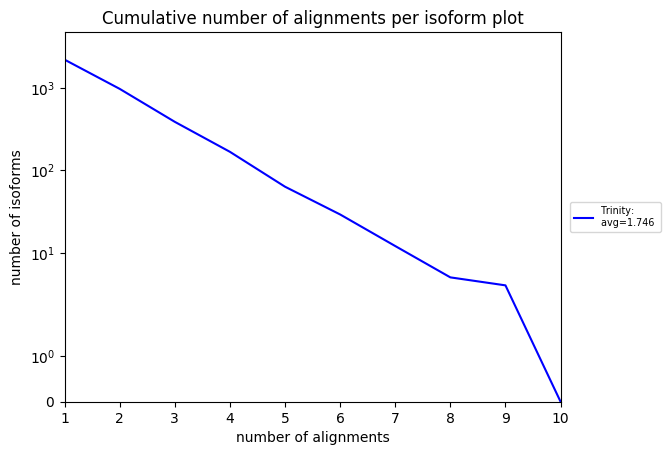 Cumulative number of alignments per isoform plot
number of isoforms
10³
10²
10¹
10⁰
0
1 2 3 4 5 6 7 8 9 10
number of alignments
Trinity:
avg=1.746